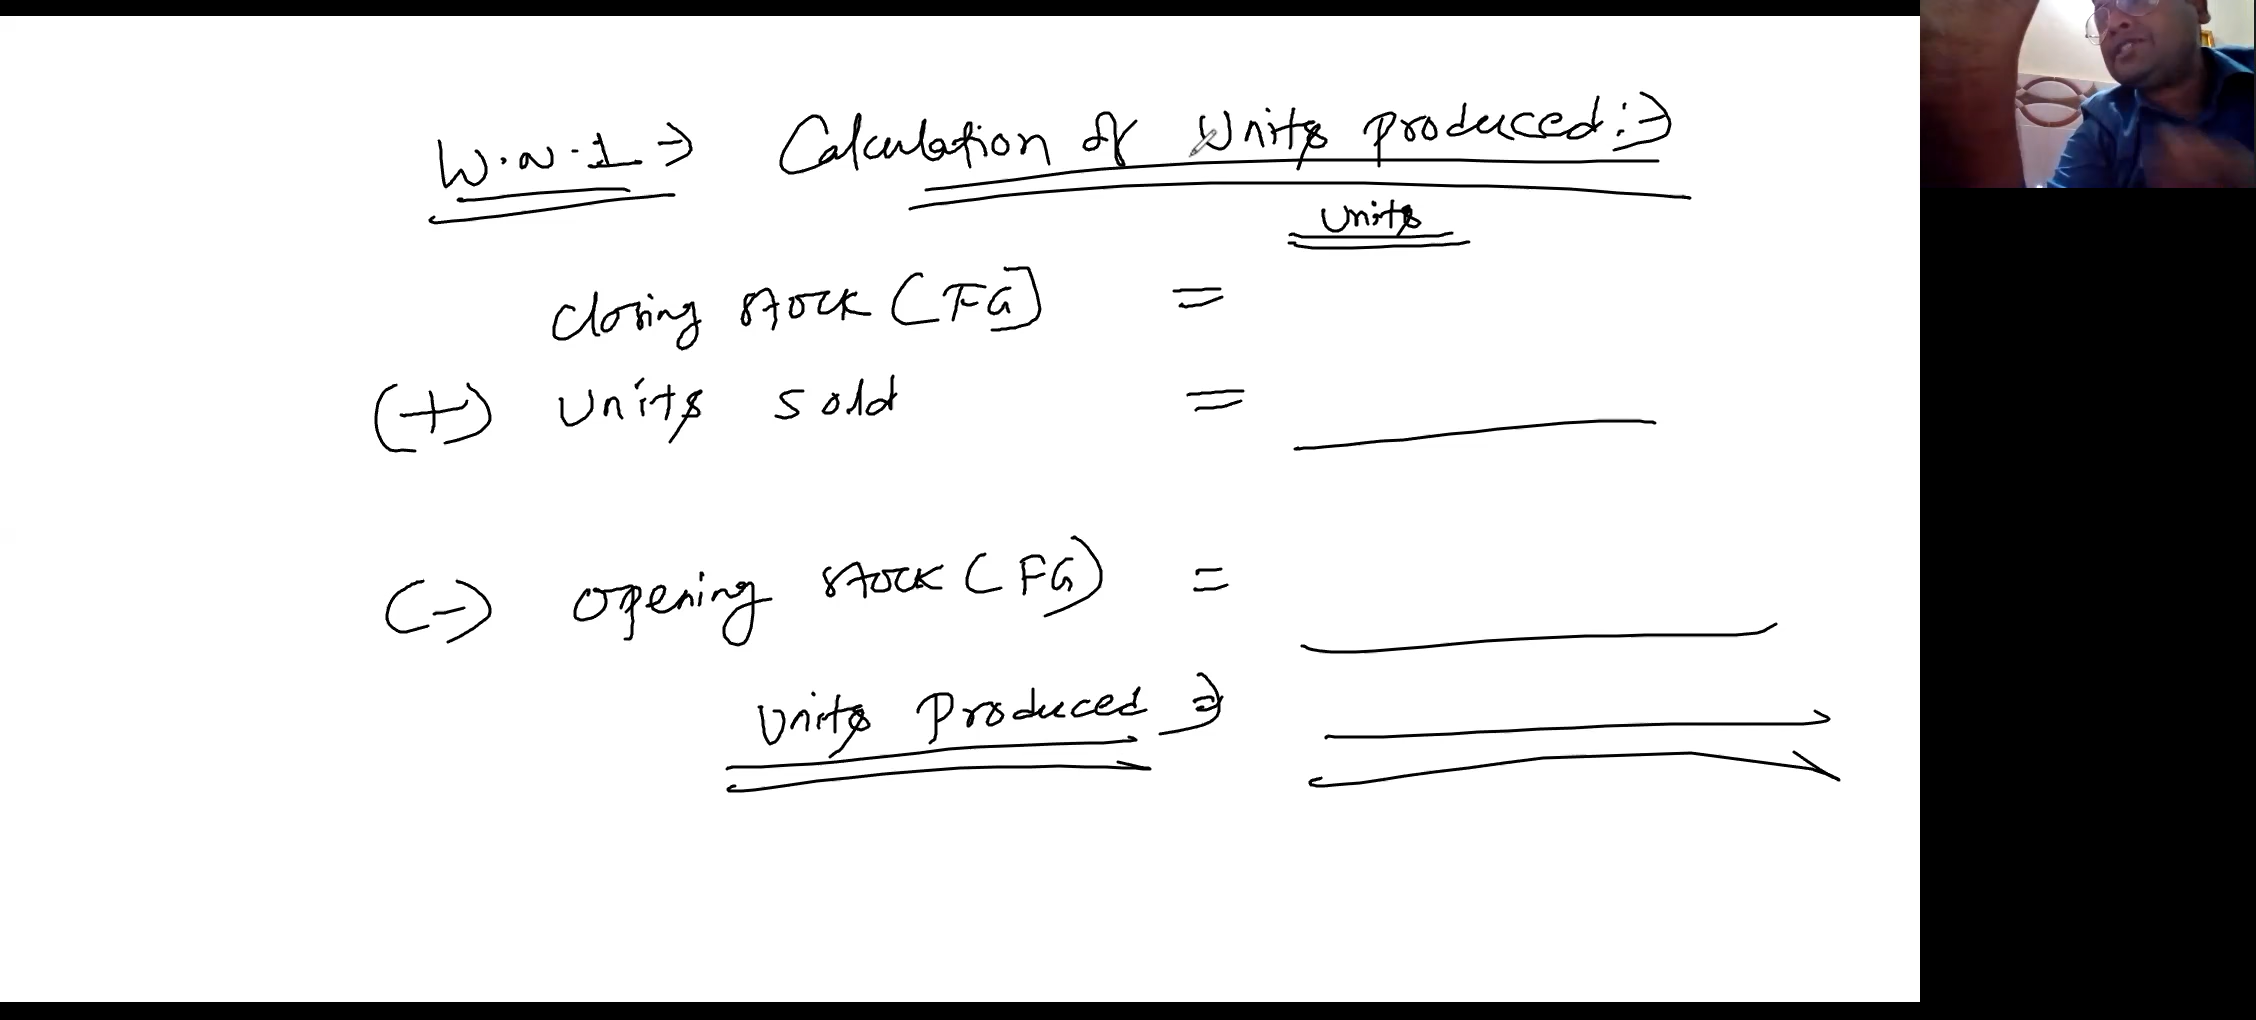 W.N.1 → Calculation of Units Produced :→
Units
Closing Stock (FG) =
(+) Units Sold =
(-) Opening Stock (FG) =
Units Produced →